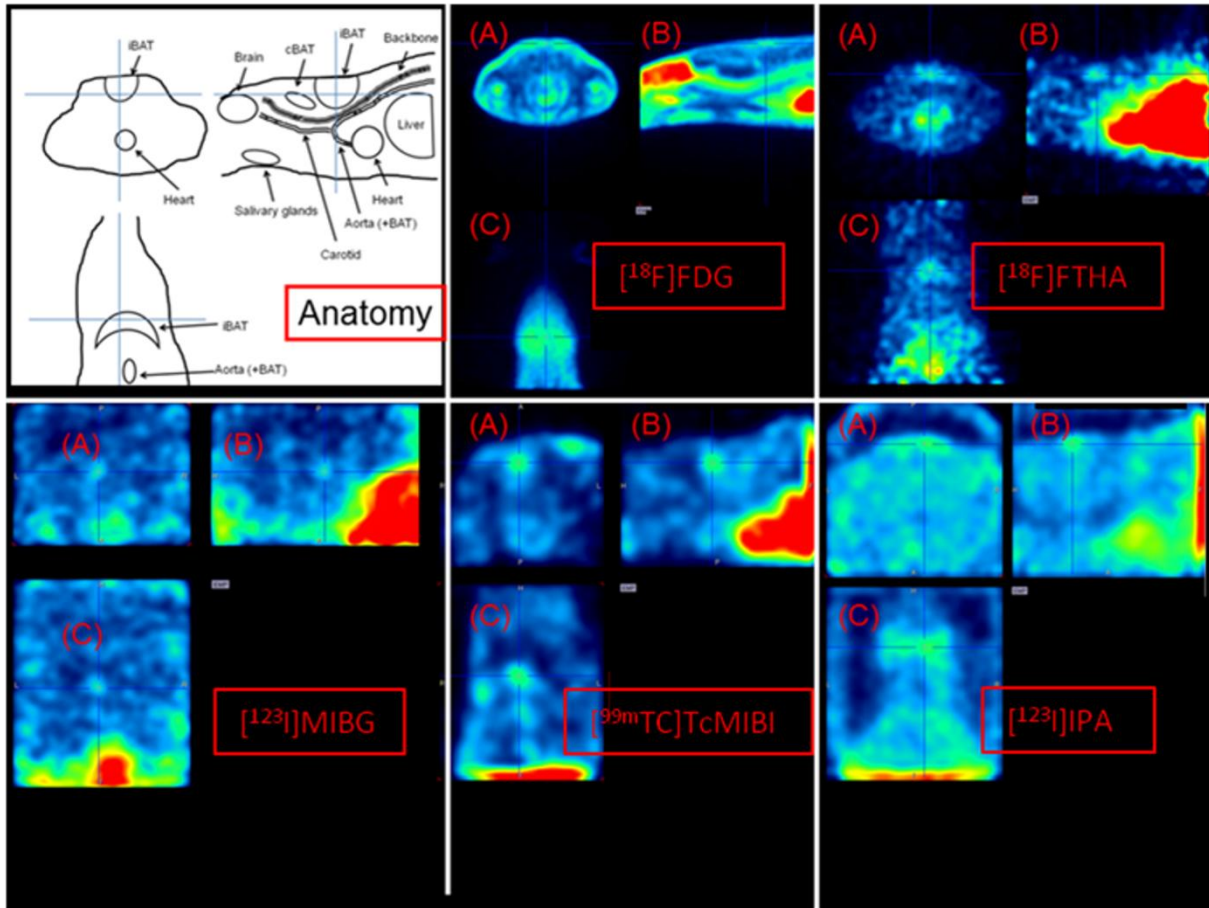 iBAT
Heart
Brain
cBAT
iBAT
Backbone
Liver
Salivary glands
Heart
Aorta (+BAT)
Carotid
iBAT
Aorta (+BAT)
Anatomy
(A)
(B)
(C)
[¹⁸F]FDG
(A)
(B)
(C)
[¹⁸F]FTHA
(A)
(B)
(C)
[¹²³I]MIBG
(A)
(B)
(C)
[⁹⁹ᵐTC]TcMIBI
(A)
(B)
(C)
[¹²³I]IPA